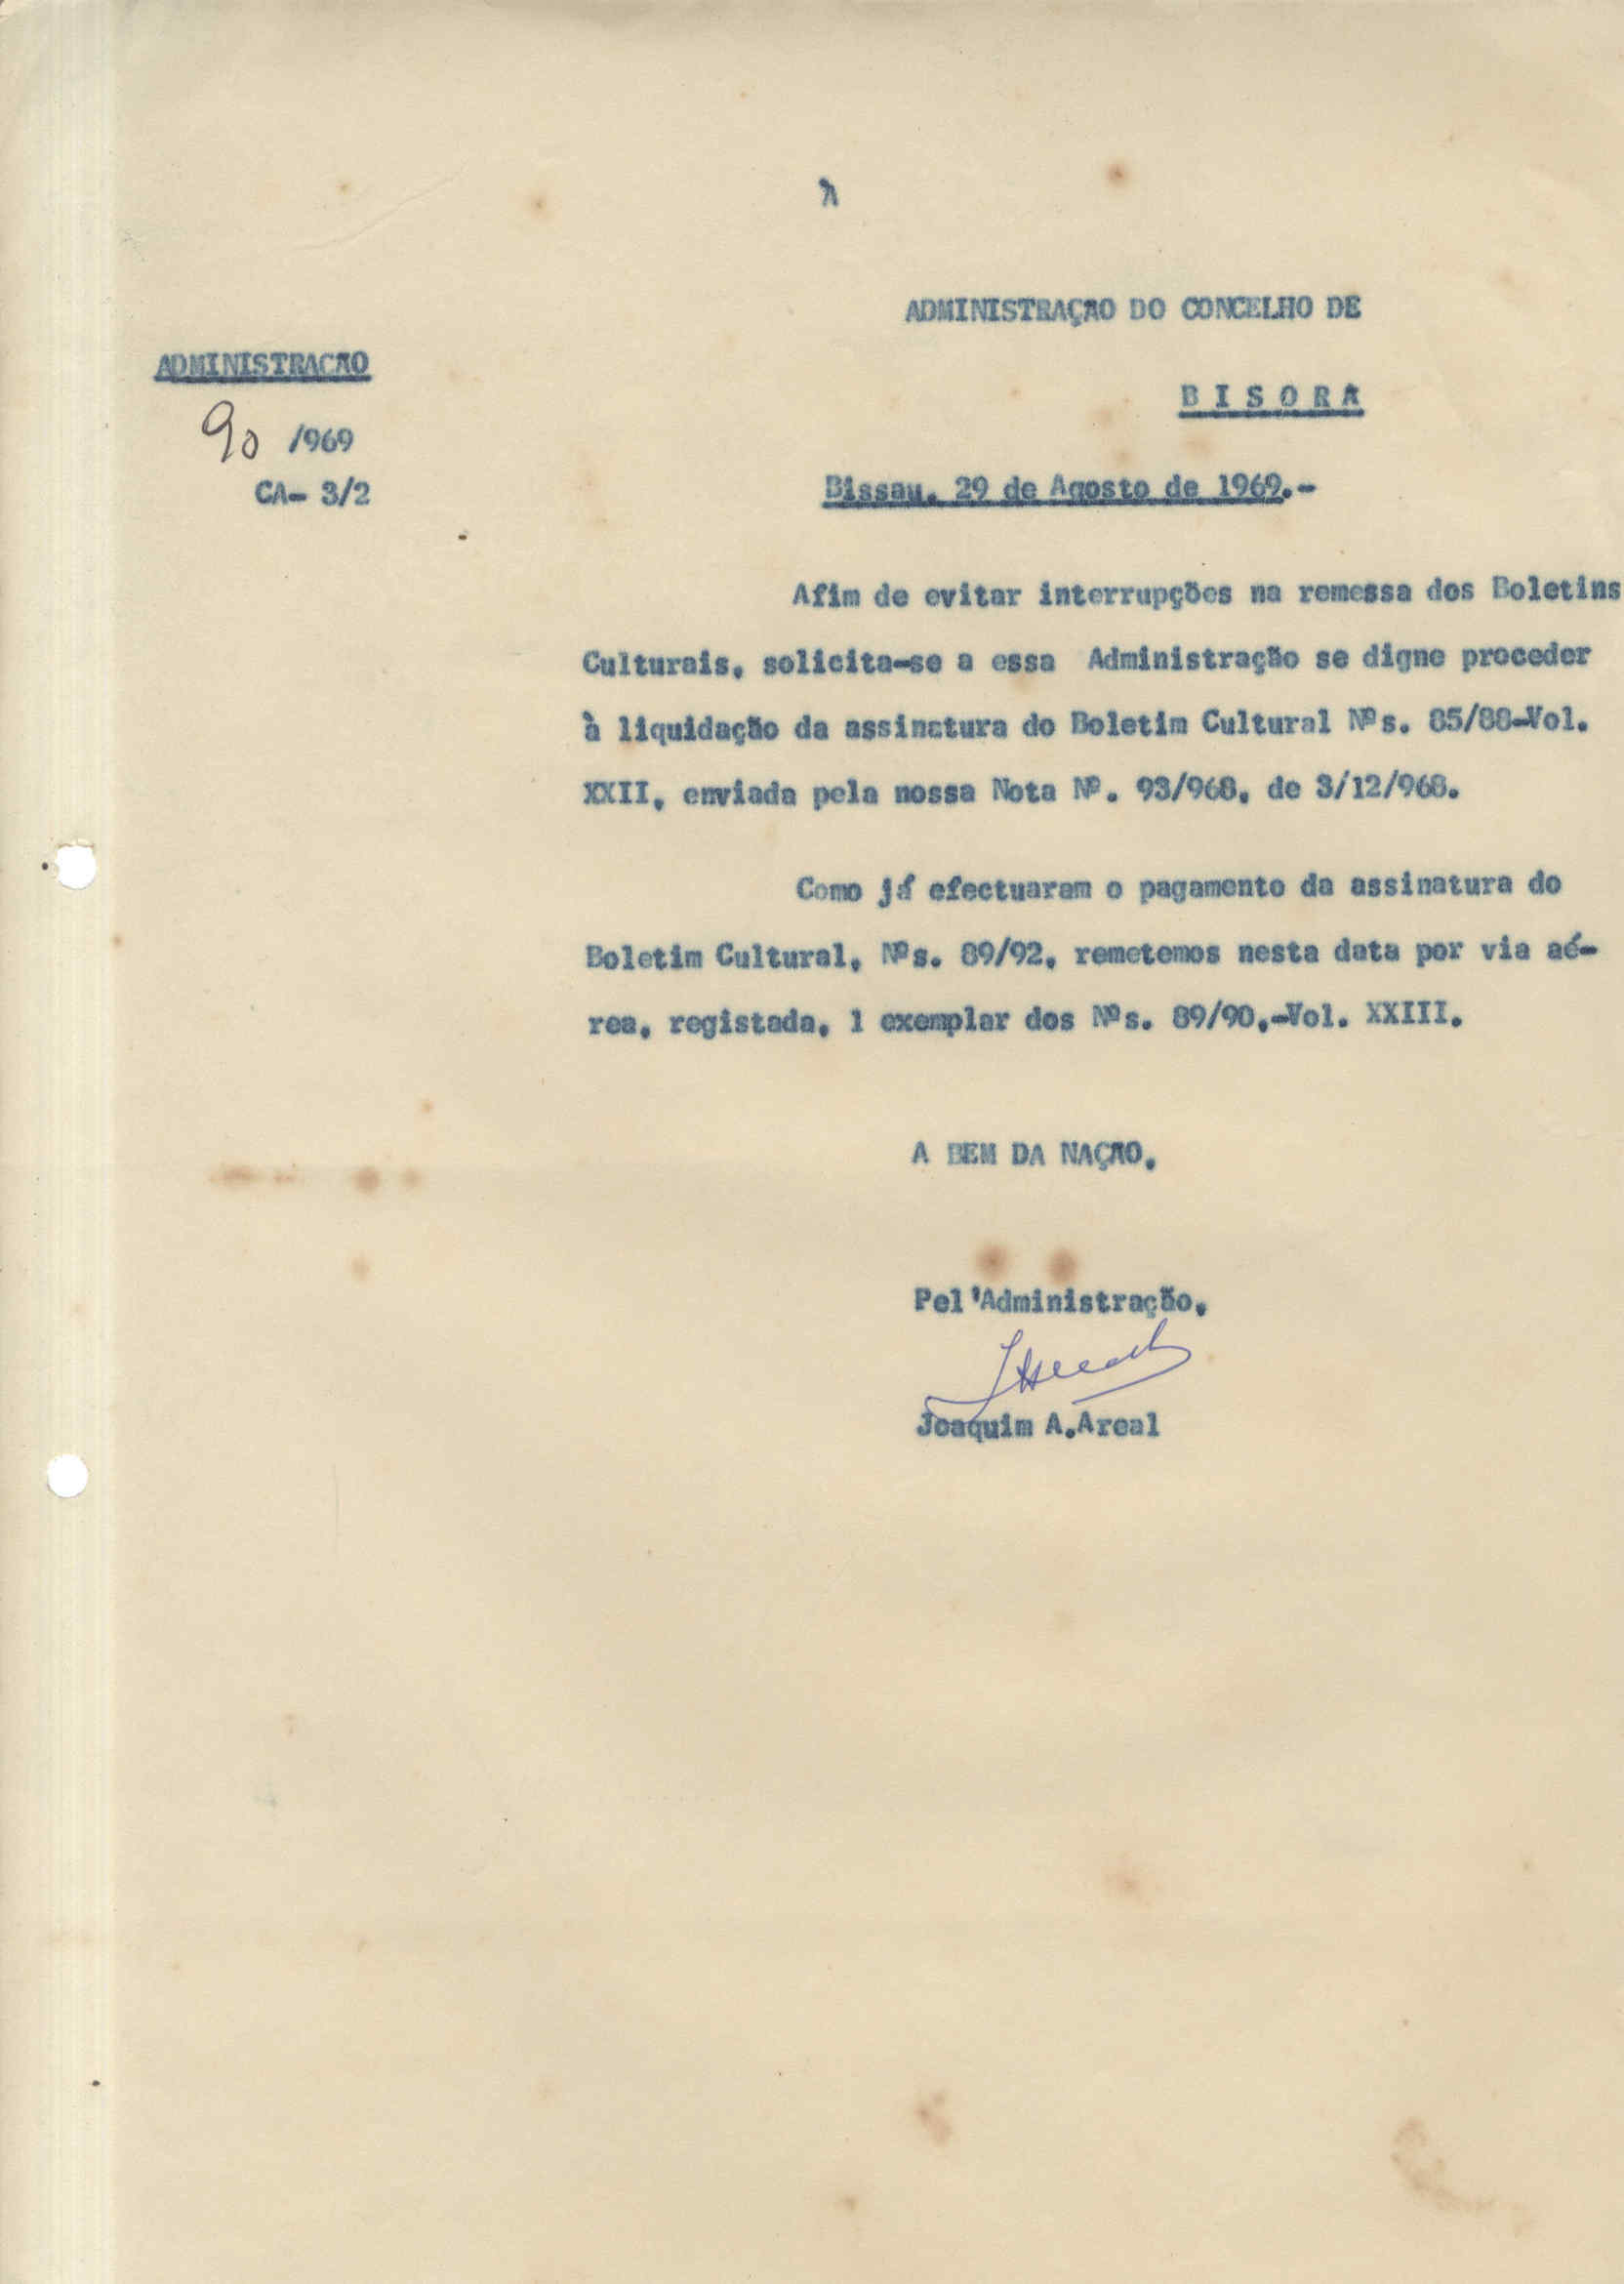 À
ADMINISTRAÇÃO DO CONCELHO DE
ADMINISTRAÇÃO
B I S O R Ã
90 /969
CA- 3/2
Bissau, 29 de Agosto de 1969.-
Afim de evitar interrupções na remessa dos Boletins
Culturais, solicita-se a essa Administração se digne proceder
à liquidação da assinatura do Boletim Cultural Nºs. 85/88-Vol.
XXII, enviada pela nossa Nota Nº. 93/968, de 3/12/968.
Como já efectuaram o pagamento da assinatura do
Boletim Cultural, Nºs. 89/92, remetemos nesta data por via aé-
rea, registada, 1 exemplar dos Nºs. 89/90,-Vol. XXIII.
A BEM DA NAÇÃO,
Pel'Administração,
Joaquim A.Areal